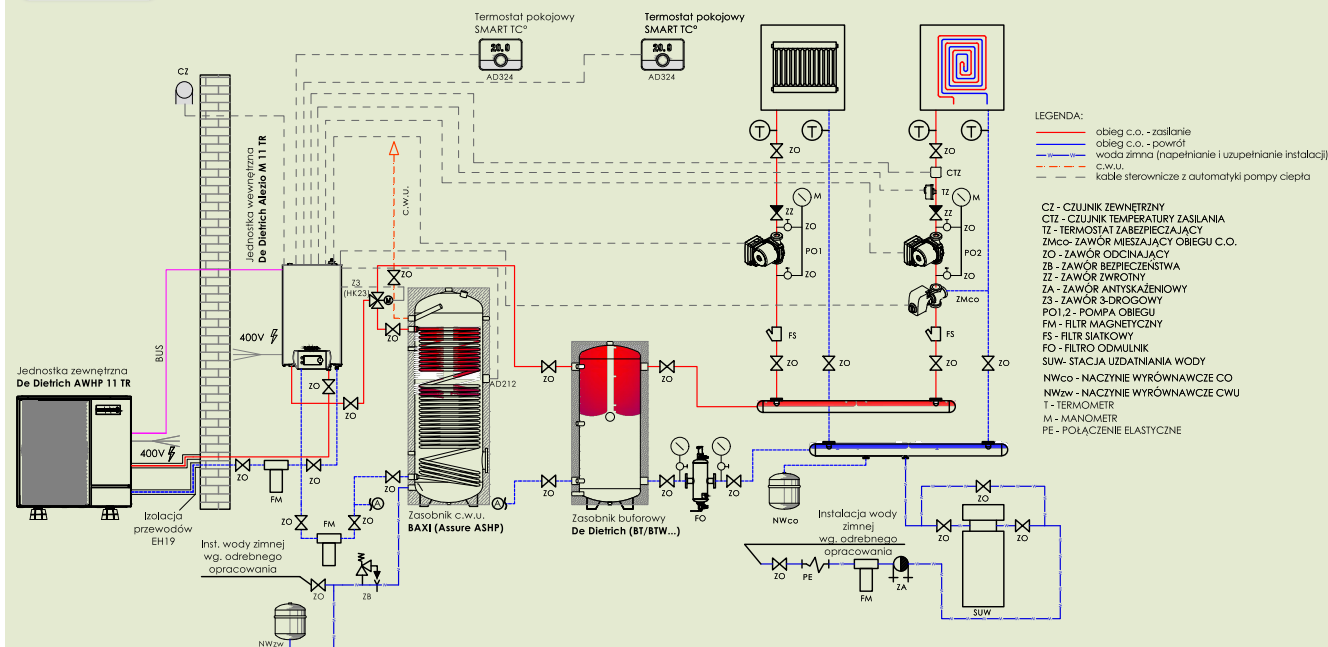 Termostat pokojowy
SMART TC°
20.0
AD324
Termostat pokojowy
SMART TC°
20.0
AD324
CZ
Jednostka wewnętrzna
De Dietrich Alezio M 11 TR
c.w.u.
BUS
400V
Z3
(HK23)
M
ZO
ZO
ZO
ZO
AD212
Jednostka zewnętrzna
De Dietrich AWHP 11 TR
400V
Izolacja
przewodów
EH19
ZO
FM
ZO
ZO
FM
ZO
ZO
A
Zasobnik c.w.u.
BAXI (Assure ASHP)
Inst. wody zimnej
wg. odrebnego
opracowania
ZO
ZB
NWzw
A
ZO
ZO
ZO
ZO
Zasobnik buforowy
De Dietrich (BT/BTW...)
FO
ZO
T
T
ZO
ZZ
M
ZO
PO1
ZO
FS
ZO
ZO
T
T
ZO
CTZ
TZ
ZZ
M
ZO
PO2
ZO
ZMco
FS
ZO
ZO
NWco
Instalacja wody
zimnej
wg. odrebnego
opracowania
ZO
PE
FM
ZA
ZO
ZO
ZO
SUW
LEGENDA:
obieg c.o. - zasilanie
obieg c.o. - powrót
woda zimna (napełnianie i uzupełnianie instalacji)
c.w.u.
kable sterownicze z automatyki pompy ciepła
CZ - CZUJNIK ZEWNĘTRZNY
CTZ - CZUJNIK TEMPERATURY ZASILANIA
TZ - TERMOSTAT ZABEZPIECZAJĄCY
ZMco- ZAWÓR MIESZAJĄCY OBIEGU C.O.
ZO - ZAWÓR ODCINAJĄCY
ZB - ZAWÓR BEZPIECZEŃSTWA
ZZ - ZAWÓR ZWROTNY
ZA - ZAWÓR ANTYSKAŻENIOWY
Z3 - ZAWÓR 3-DROGOWY
PO1,2 - POMPA OBIEGU
FM - FILTR MAGNETYCZNY
FS - FILTR SIATKOWY
FO - FILTRO ODMULNIK
SUW- STACJA UZDATNIANIA WODY
NWco - NACZYNIE WYRÓWNAWCZE CO
NWzw - NACZYNIE WYRÓWNAWCZE CWU
T - TERMOMETR
M - MANOMETR
PE - POŁĄCZENIE ELASTYCZNE